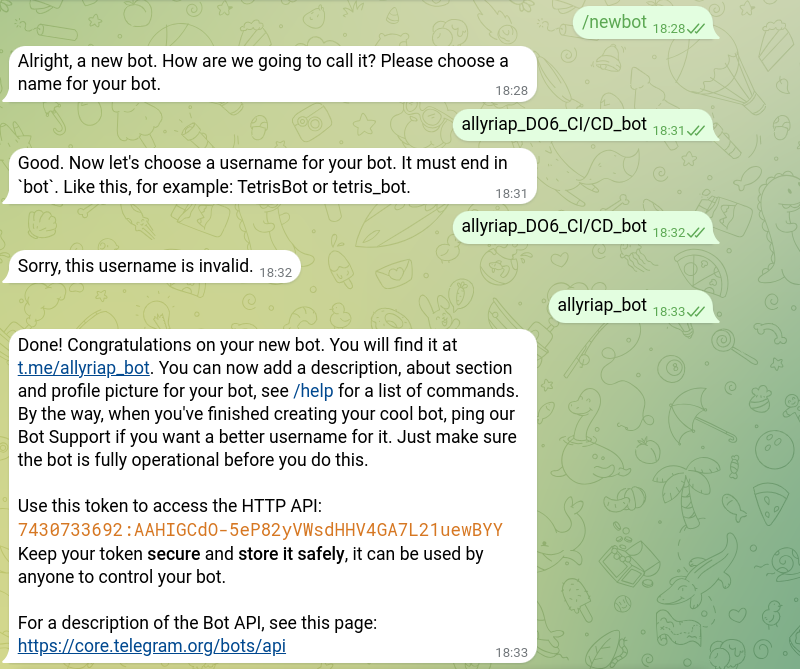 /newbot 18:28
Alright, a new bot. How are we going to call it? Please choose a
name for your bot. 18:28
allyriap_DO6_CI/CD_bot 18:31
Good. Now let's choose a username for your bot. It must end in
`bot`. Like this, for example: TetrisBot or tetris_bot. 18:31
allyriap_DO6_CI/CD_bot 18:32
Sorry, this username is invalid. 18:32
allyriap_bot 18:33
Done! Congratulations on your new bot. You will find it at
t.me/allyriap_bot. You can now add a description, about section
and profile picture for your bot, see /help for a list of commands.
By the way, when you've finished creating your cool bot, ping our
Bot Support if you want a better username for it. Just make sure
the bot is fully operational before you do this.
Use this token to access the HTTP API:
7430733692:AAHIGCdO-5eP82yVWsdHHV4GA7L21uewBYY
Keep your token secure and store it safely, it can be used by
anyone to control your bot.
For a description of the Bot API, see this page:
https://core.telegram.org/bots/api 18:33